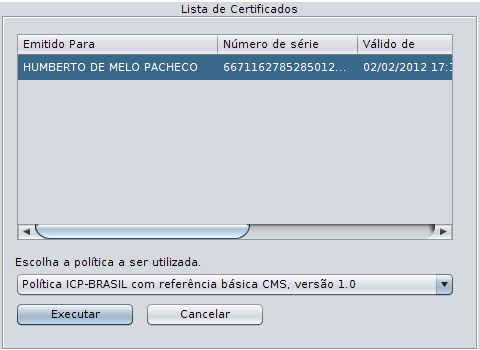 Lista de Certificados
Emitido Para Número de série Válido de
HUMBERTO DE MELO PACHECO 6671162785285012... 02/02/2012 17:1
Escolha a política a ser utilizada.
Política ICP-BRASIL com referência básica CMS, versão 1.0
Executar Cancelar